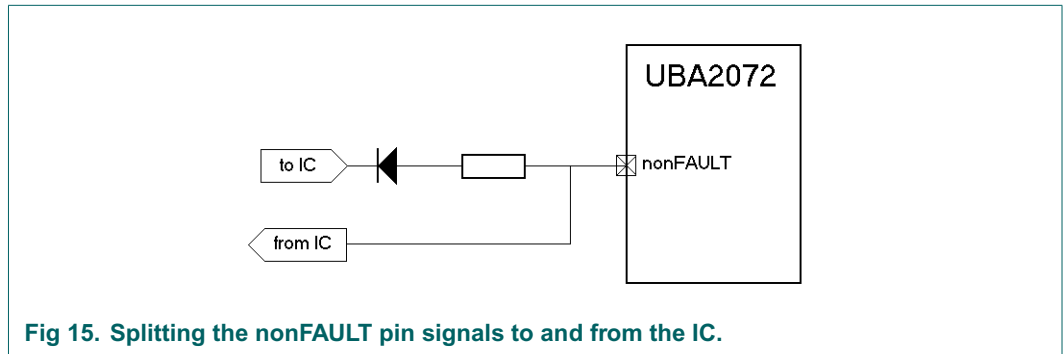 UBA2072
to IC
nonFAULT
from IC
Fig 15. Splitting the nonFAULT pin signals to and from the IC.